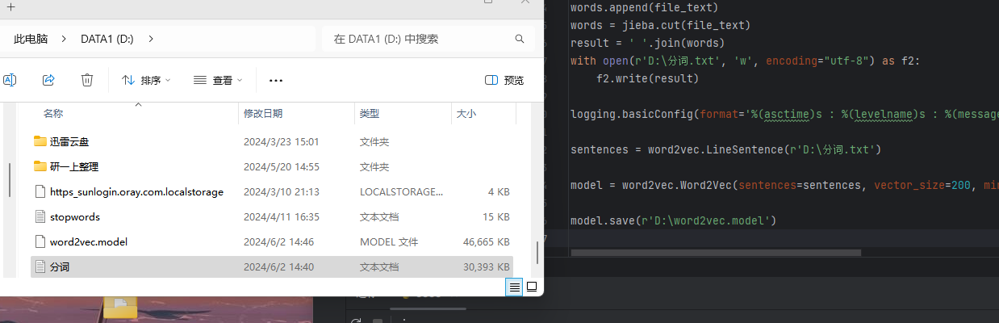 此电脑
DATA1 (D:)
在 DATA1 (D:) 中搜索
排序
查看
预览
名称
修改日期
类型
大小
迅雷云盘 2024/3/23 15:01 文件夹
研一上整理 2024/5/20 14:55 文件夹
https_sunlogin.oray.com.localstorage 2024/3/10 21:13 LOCALSTORAGE... 4 KB
stopwords 2024/4/11 16:35 文本文档 15 KB
word2vec.model 2024/6/2 14:46 MODEL 文件 46,665 KB
分词 2024/6/2 14:40 文本文档 30,393 KB
words.append(file_text)
words = jieba.cut(file_text)
result = ' '.join(words)
with open(r'D:\分词.txt', 'w', encoding="utf-8") as f2:
f2.write(result)
logging.basicConfig(format='%(asctime)s : %(levelname)s : %(message
sentences = word2vec.LineSentence(r'D:\分词.txt')
model = word2vec.Word2Vec(sentences=sentences, vector_size=200, min
model.save(r'D:\word2vec.model')